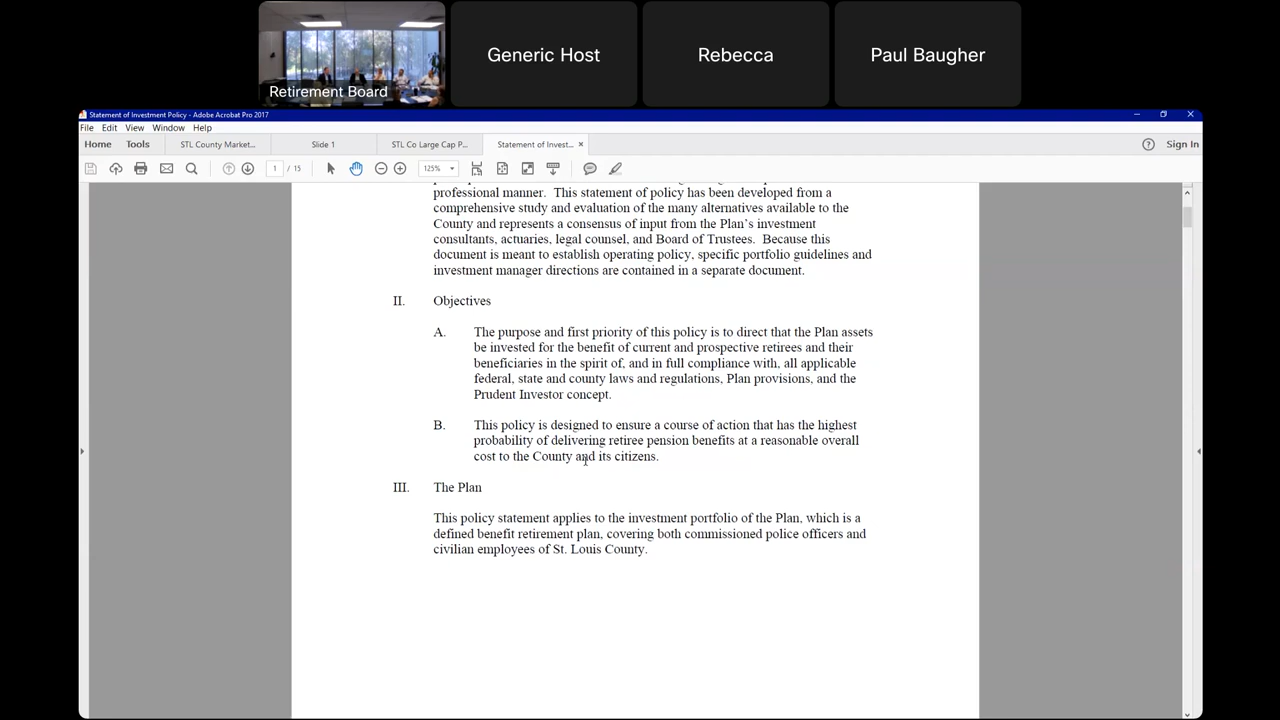 Retirement Board
Generic Host
Rebecca
Paul Baugher
Statement of Investment Policy - Adobe Acrobat Pro 2017
File Edit View Window Help
Home Tools STL County Market... Slide 1 STL Co Large Cap P... Statement of Invest... × Sign In
1 / 15 125%
professional manner. This statement of policy has been developed from a
comprehensive study and evaluation of the many alternatives available to the
County and represents a consensus of input from the Plan's investment
consultants, actuaries, legal counsel, and Board of Trustees. Because this
document is meant to establish operating policy, specific portfolio guidelines and
investment manager directions are contained in a separate document.
II. Objectives
A. The purpose and first priority of this policy is to direct that the Plan assets
be invested for the benefit of current and prospective retirees and their
beneficiaries in the spirit of, and in full compliance with, all applicable
federal, state and county laws and regulations, Plan provisions, and the
Prudent Investor concept.
B. This policy is designed to ensure a course of action that has the highest
probability of delivering retiree pension benefits at a reasonable overall
cost to the County and its citizens.
III. The Plan
This policy statement applies to the investment portfolio of the Plan, which is a
defined benefit retirement plan, covering both commissioned police officers and
civilian employees of St. Louis County.